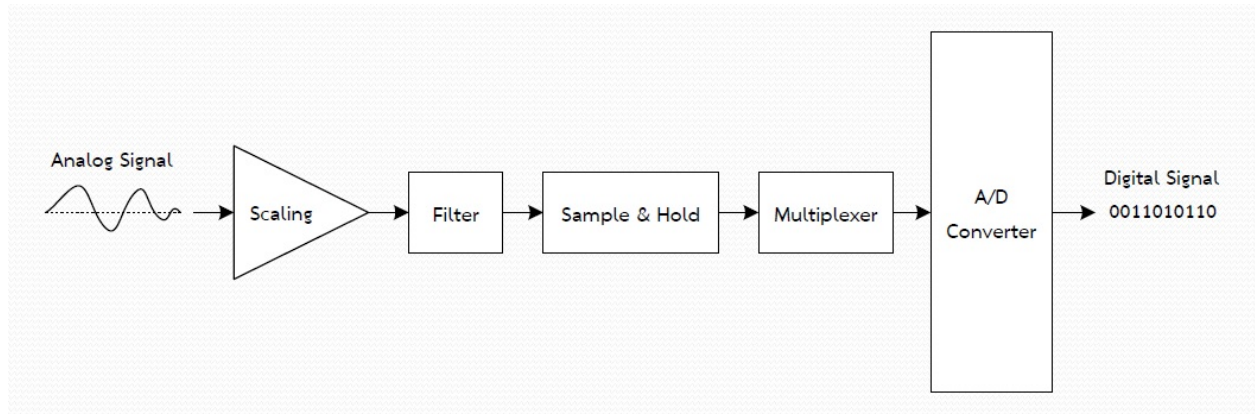 Analog Signal
Scaling
Filter
Sample & Hold
Multiplexer
A/D
Converter
Digital Signal
0011010110